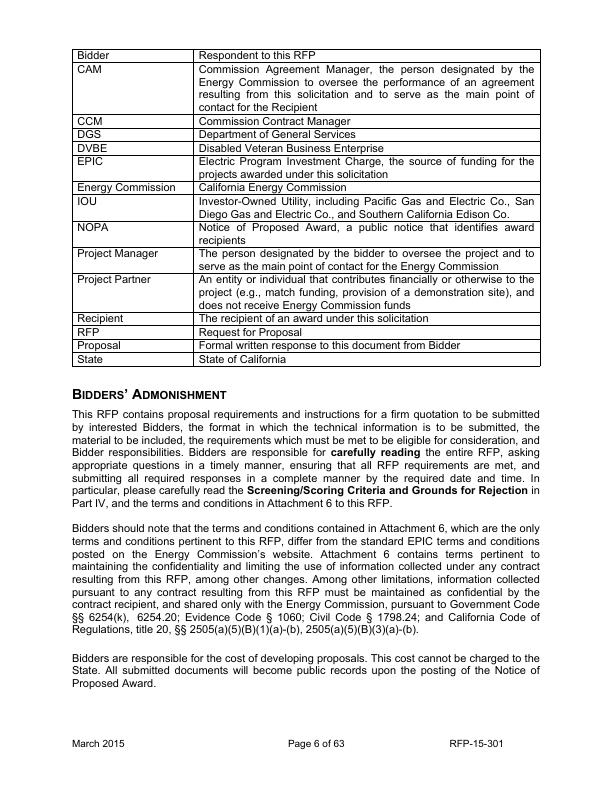 Bidder Respondent to this RFP
CAM Commission Agreement Manager, the person designated by the
Energy Commission to oversee the performance of an agreement
resulting from this solicitation and to serve as the main point of
contact for the Recipient
CCM Commission Contract Manager
DGS Department of General Services
DVBE Disabled Veteran Business Enterprise
EPIC Electric Program Investment Charge, the source of funding for the
projects awarded under this solicitation
Energy Commission California Energy Commission
IOU Investor-Owned Utility, including Pacific Gas and Electric Co., San
Diego Gas and Electric Co., and Southern California Edison Co.
NOPA Notice of Proposed Award, a public notice that identifies award
recipients
Project Manager The person designated by the bidder to oversee the project and to
serve as the main point of contact for the Energy Commission
Project Partner An entity or individual that contributes financially or otherwise to the
project (e.g., match funding, provision of a demonstration site), and
does not receive Energy Commission funds
Recipient The recipient of an award under this solicitation
RFP Request for Proposal
Proposal Formal written response to this document from Bidder
State State of California
BIDDERS' ADMONISHMENT
This RFP contains proposal requirements and instructions for a firm quotation to be submitted
by interested Bidders, the format in which the technical information is to be submitted, the
material to be included, the requirements which must be met to be eligible for consideration, and
Bidder responsibilities. Bidders are responsible for carefully reading the entire RFP, asking
appropriate questions in a timely manner, ensuring that all RFP requirements are met, and
submitting all required responses in a complete manner by the required date and time. In
particular, please carefully read the Screening/Scoring Criteria and Grounds for Rejection in
Part IV, and the terms and conditions in Attachment 6 to this RFP.
Bidders should note that the terms and conditions contained in Attachment 6, which are the only
terms and conditions pertinent to this RFP, differ from the standard EPIC terms and conditions
posted on the Energy Commission's website. Attachment 6 contains terms pertinent to
maintaining the confidentiality and limiting the use of information collected under any contract
resulting from this RFP, among other changes. Among other limitations, information collected
pursuant to any contract resulting from this RFP must be maintained as confidential by the
contract recipient, and shared only with the Energy Commission, pursuant to Government Code
§§ 6254(k), 6254.20; Evidence Code § 1060; Civil Code § 1798.24; and California Code of
Regulations, title 20, §§ 2505(a)(5)(B)(1)(a)-(b), 2505(a)(5)(B)(3)(a)-(b).
Bidders are responsible for the cost of developing proposals. This cost cannot be charged to the
State. All submitted documents will become public records upon the posting of the Notice of
Proposed Award.
March 2015 Page 6 of 63 RFP-15-301